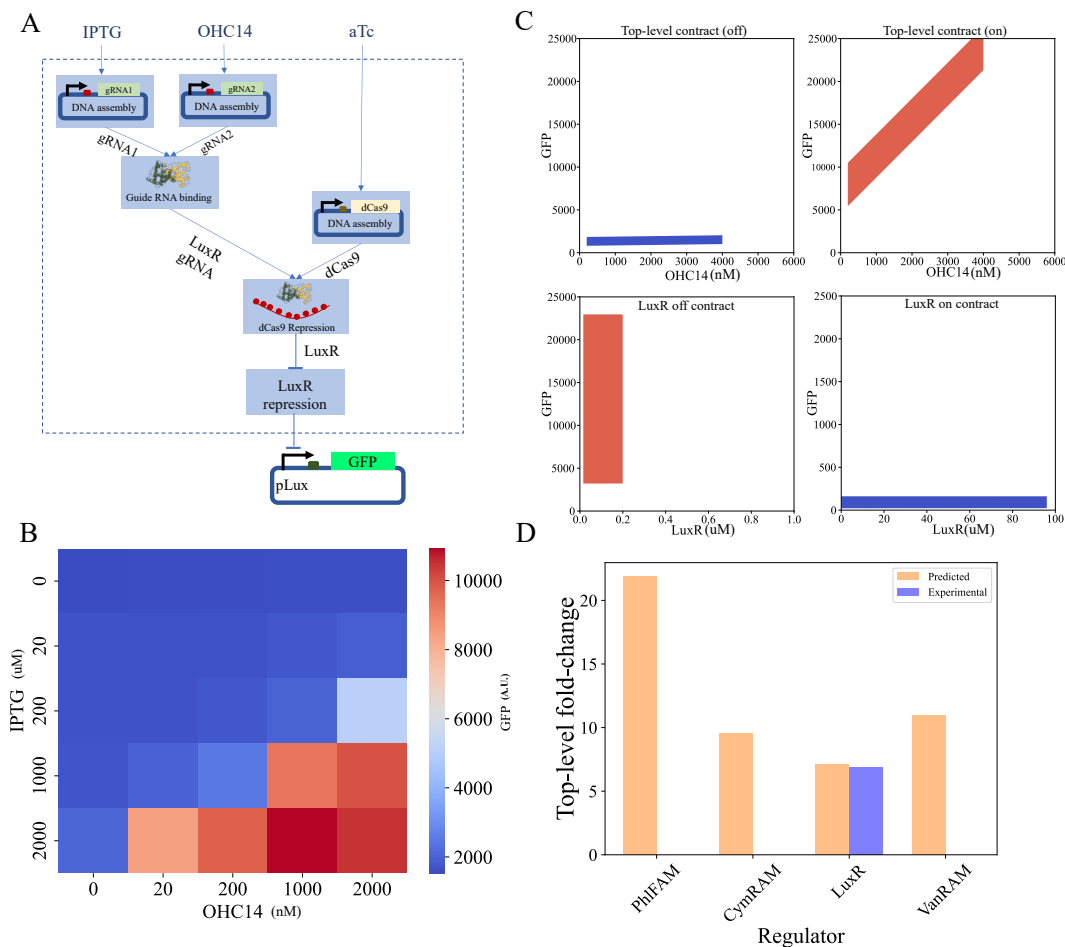 A
IPTG
OHC14
aTc
gRNA1
DNA assembly
gRNA2
DNA assembly
gRNA1
gRNA2
Guide RNA binding
dCas9
DNA assembly
LuxR
gRNA
dCas9
dCas9 Repression
LuxR
LuxR
repression
GFP
pLux
B
0
20
200
1000
2000
IPTG (uM)
0
20
200
1000
2000
OHC14 (nM)
10000
8000
6000
4000
2000
GFP (A.U.)
C
Top-level contract (off)
25000
22500
20000
17500
15000
12500
10000
7500
5000
2500
0
GFP
0 1000 2000 3000 4000 5000 6000
OHC14(nM)
Top-level contract (on)
25000
20000
15000
10000
5000
0
GFP
0 1000 2000 3000 4000 5000 6000
OHC14(nM)
LuxR off contract
25000
20000
15000
10000
5000
0
GFP
0.0 0.2 0.4 0.6 0.8 1.0
LuxR(uM)
LuxR on contract
2500
2000
1500
1000
500
0
GFP
0 20 40 60 80 100
LuxR(uM)
D
Predicted
Experimental
20
15
10
5
0
Top-level fold-change
PhlFAM
CymRAM
LuxR
VanRAM
Regulator